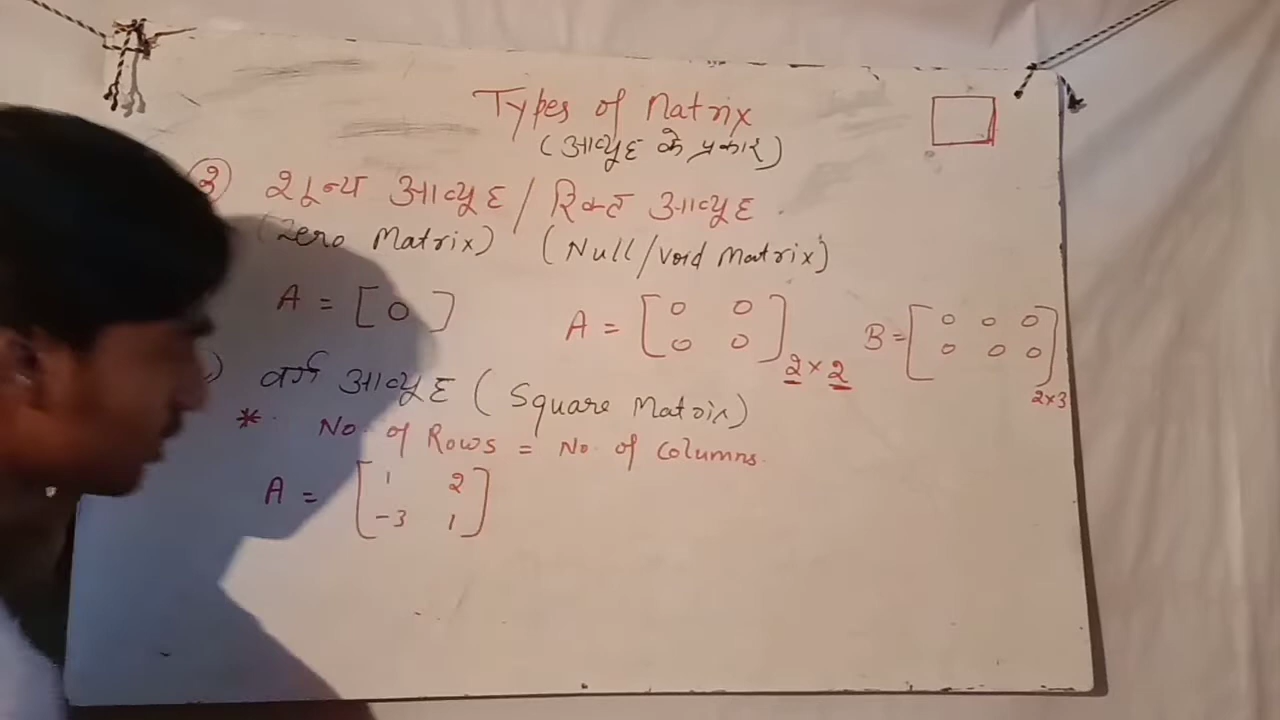 Types of Matrix
(आव्यूह के प्रकार)
3) शून्य आव्यूह / रिक्त आव्यूह
(Zero Matrix) (Null/Void Matrix)
A = [ 0 ] A = [ 0 0 0 0 ] 2 × 2 B = [ 0 0 0 0 0 0 ] 2×3
) वर्ग आव्यूह ( Square Matrix)
* No. of Rows = No. of Columns.
A = [ 1 2 -3 1 ]